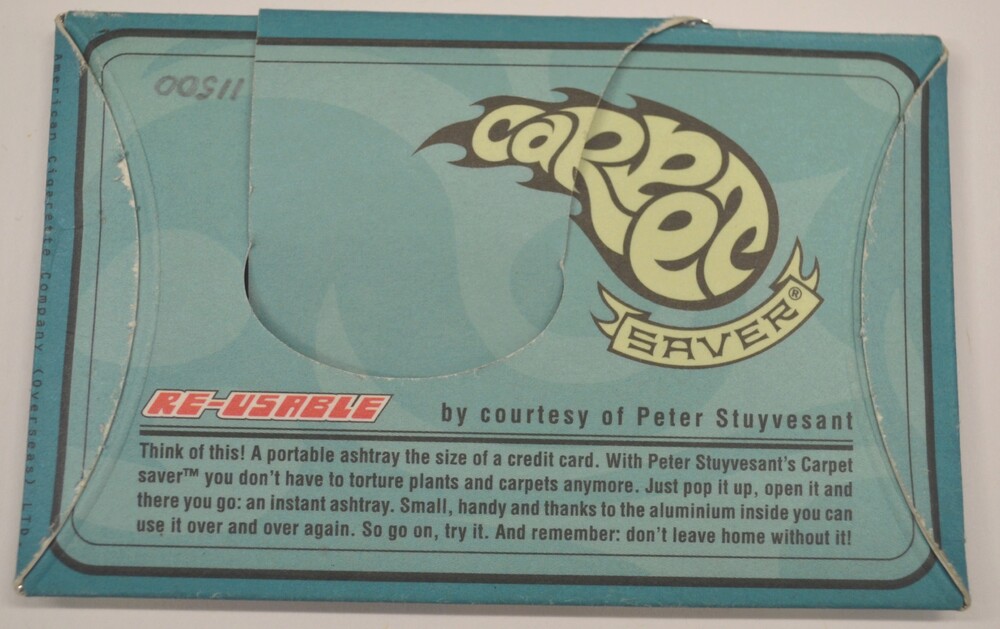 American Cigarette Company (Overseas) LTD
11500
CARPET
SAVER®
RE-USABLE
by courtesy of Peter Stuyvesant
Think of this! A portable ashtray the size of a credit card. With Peter Stuyvesant's Carpet
saver™ you don't have to torture plants and carpets anymore. Just pop it up, open it and
there you go: an instant ashtray. Small, handy and thanks to the aluminium inside you can
use it over and over again. So go on, try it. And remember: don't leave home without it!